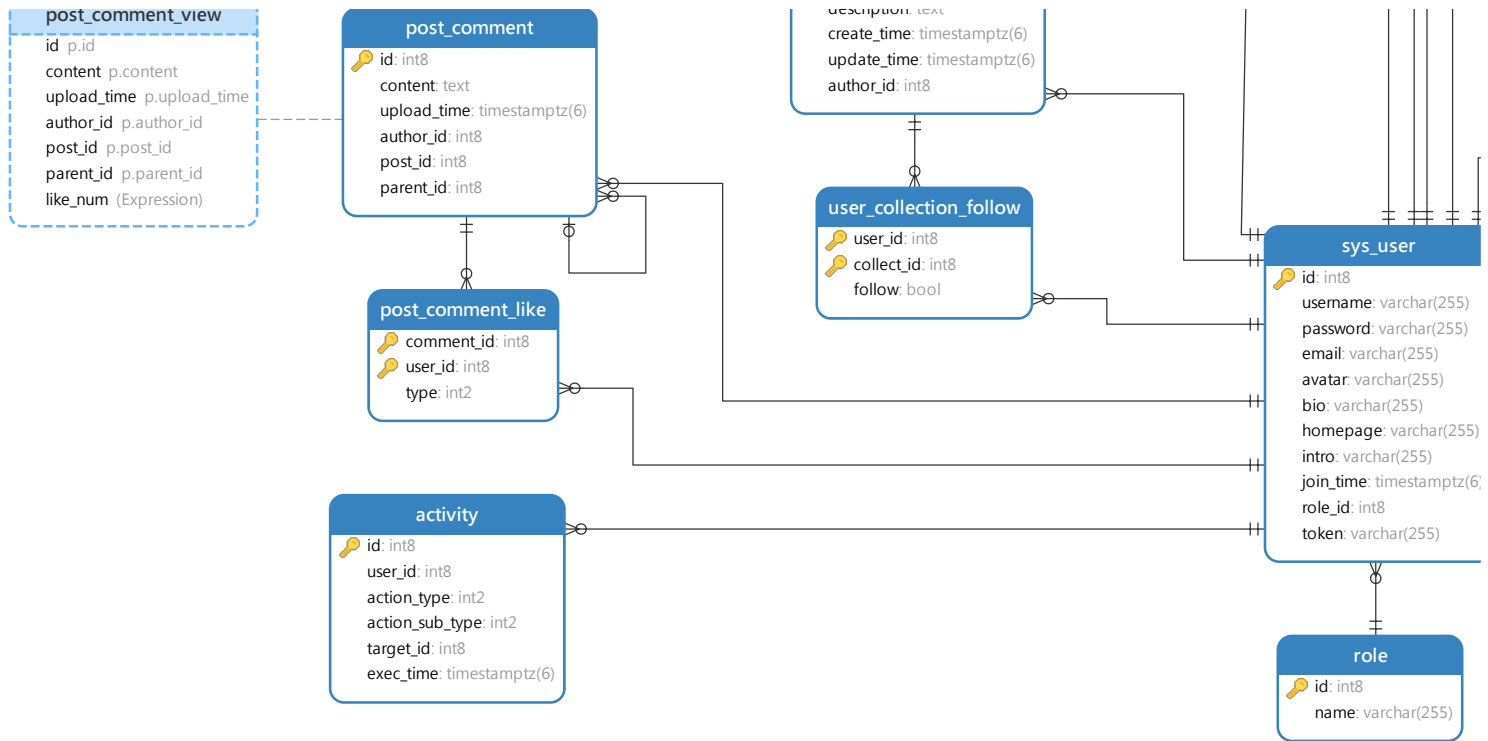 post_comment_view
id p.id
content p.content
upload_time p.upload_time
author_id p.author_id
post_id p.post_id
parent_id p.parent_id
like_num (Expression)
post_comment
id: int8
content: text
upload_time: timestamptz(6)
author_id: int8
post_id: int8
parent_id: int8
description: text
create_time: timestamptz(6)
update_time: timestamptz(6)
author_id: int8
user_collection_follow
user_id: int8
collect_id: int8
follow: bool
post_comment_like
comment_id: int8
user_id: int8
type: int2
sys_user
id: int8
username: varchar(255)
password: varchar(255)
email: varchar(255)
avatar: varchar(255)
bio: varchar(255)
homepage: varchar(255)
intro: varchar(255)
join_time: timestamptz(6)
role_id: int8
token: varchar(255)
activity
id: int8
user_id: int8
action_type: int2
action_sub_type: int2
target_id: int8
exec_time: timestamptz(6)
role
id: int8
name: varchar(255)